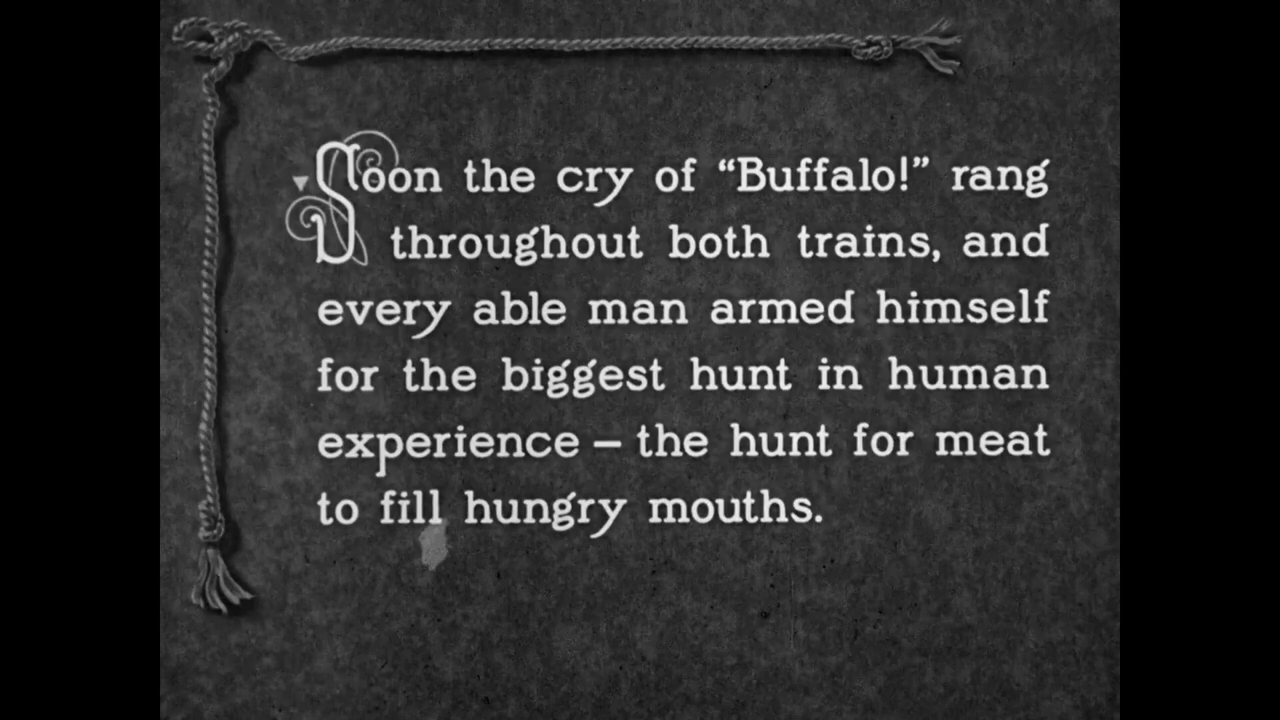 Soon the cry of “Buffalo!” rang
throughout both trains, and
every able man armed himself
for the biggest hunt in human
experience — the hunt for meat
to fill hungry mouths.